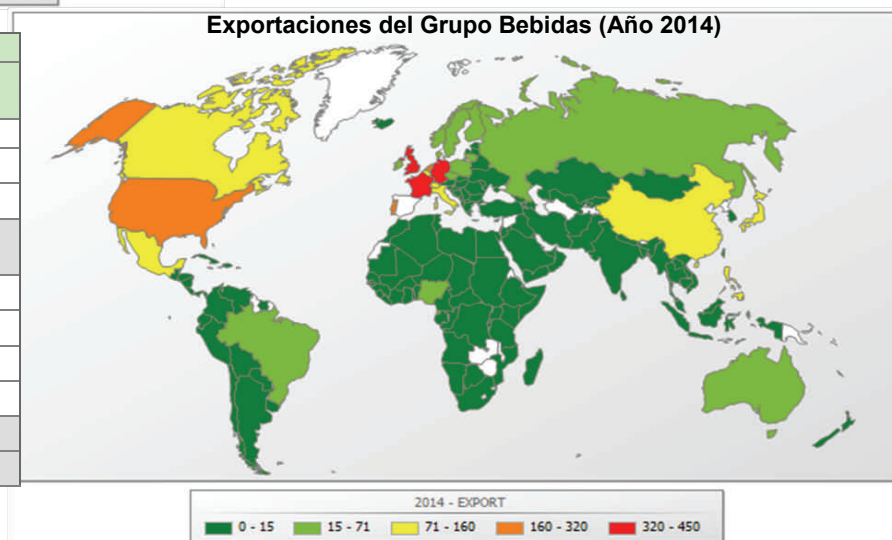 Exportaciones del Grupo Bebidas (Año 2014)
2014 - EXPORT
0 - 15 15 - 71 71 - 160 160 - 320 320 - 450